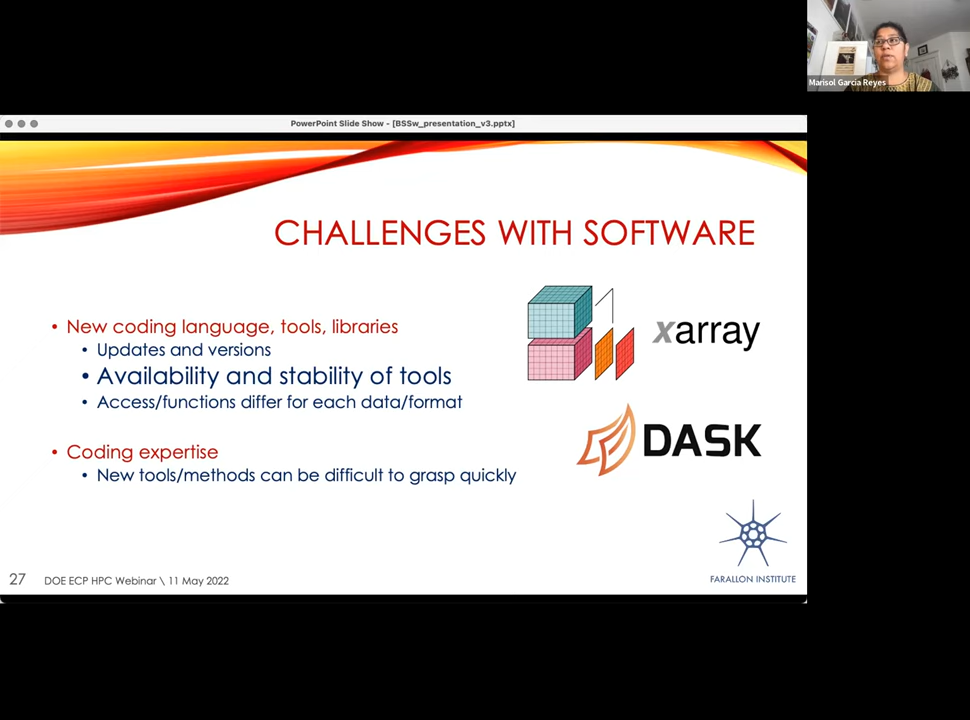 Marisol García Reyes
PowerPoint Slide Show - [BSSw_presentation_v3.pptx]
CHALLENGES WITH SOFTWARE
• New coding language, tools, libraries
• Updates and versions
• Availability and stability of tools
• Access/functions differ for each data/format
• Coding expertise
• New tools/methods can be difficult to grasp quickly
xarray
DASK
FARALLON INSTITUTE
27 DOE ECP HPC Webinar \ 11 May 2022